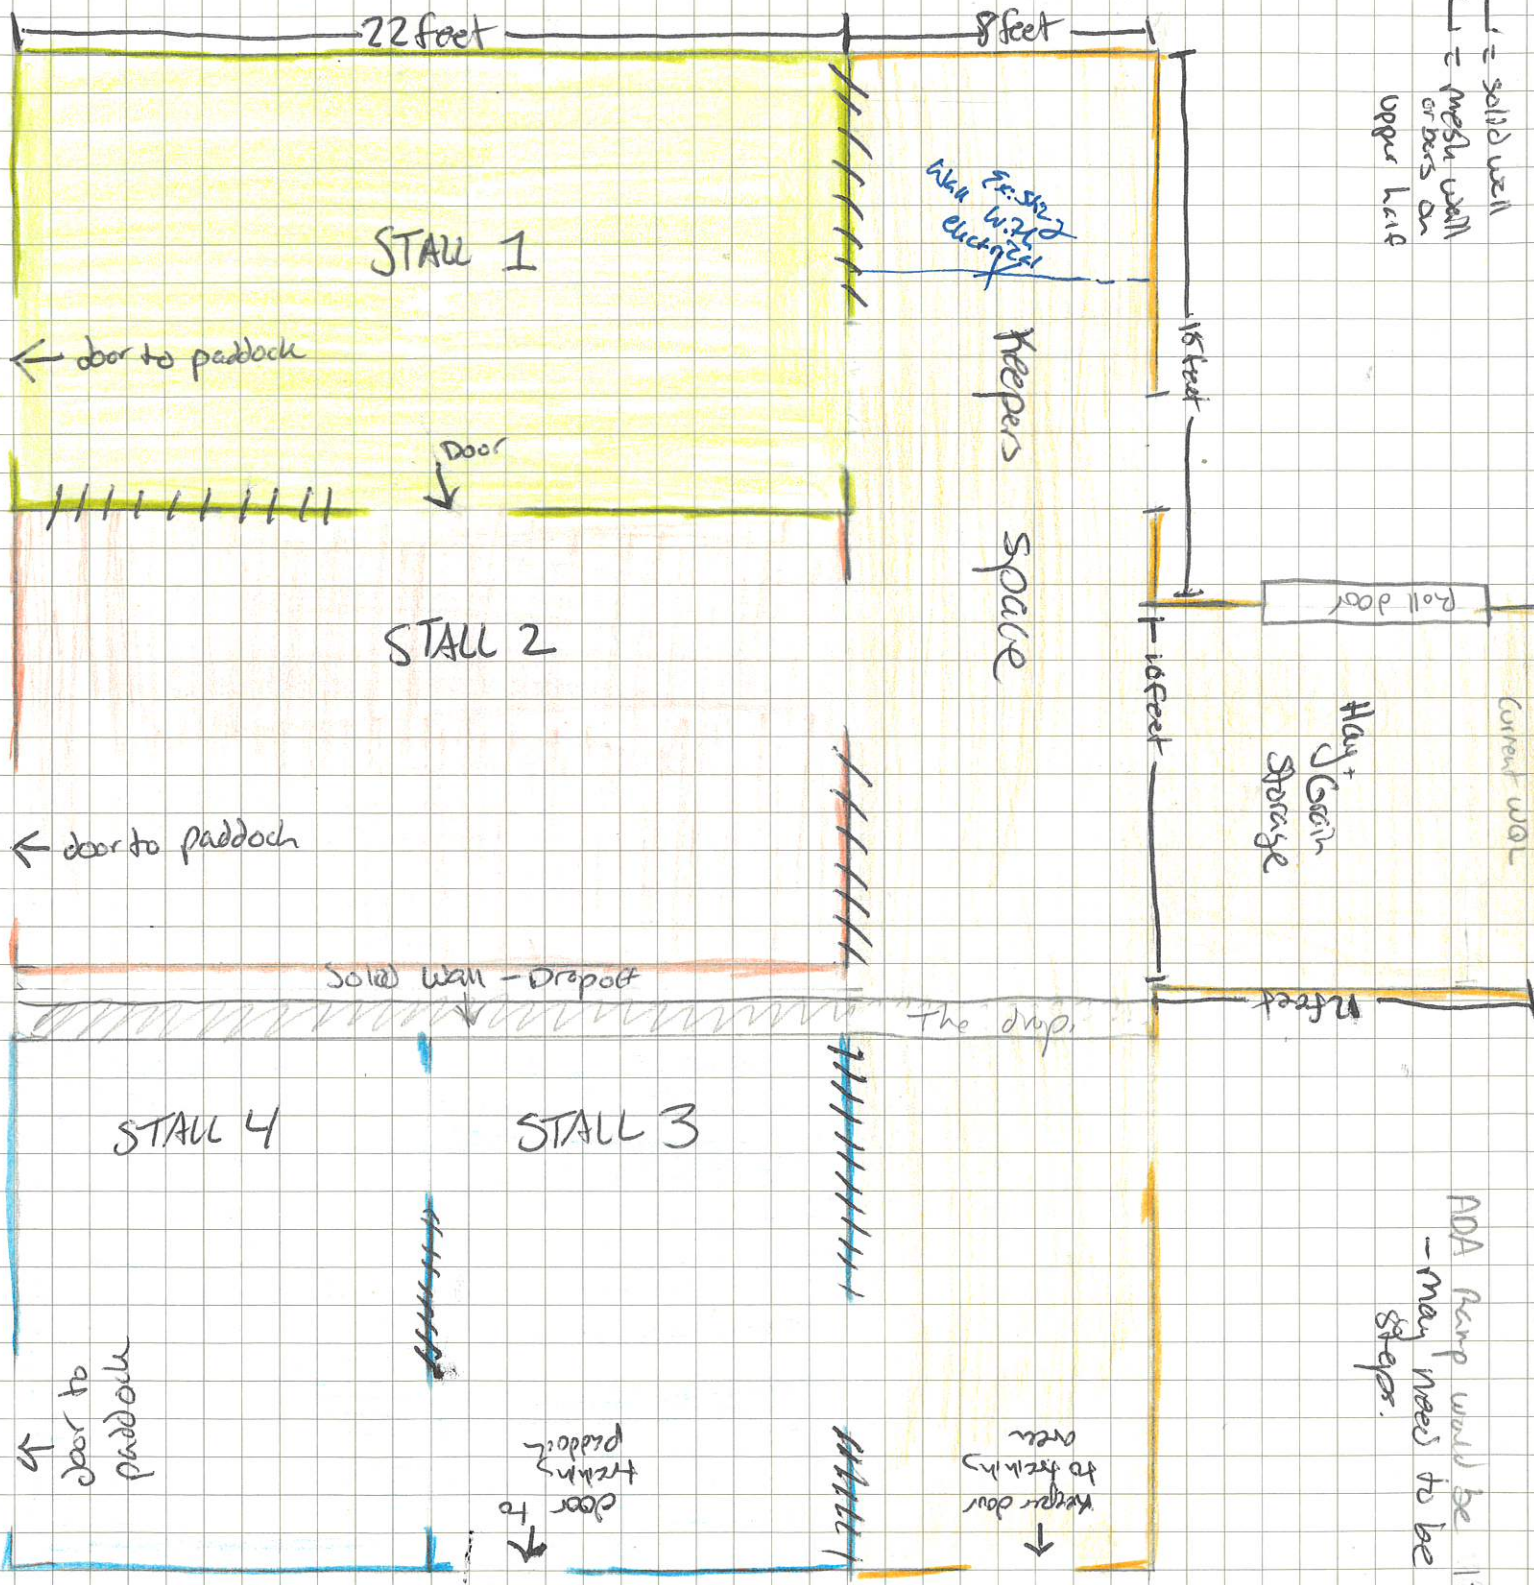 22 feet
8 feet
= solid wall
= mesh wall
or bars on
upper half
existing
wall with
electrical
STALL 1
← door to paddock
Door
15 feet
Keepers Space
Roll door
STALL 2
10 feet
Hay +
Grain
Storage
Current WQL
← door to paddock
Solid Wall - Dropoff
The drop
12 feet
STALL 4
STALL 3
ADA Ramp would be
- may need to be
steps.
door to
paddock
door to
training
paddock
Keeper door
to training
area